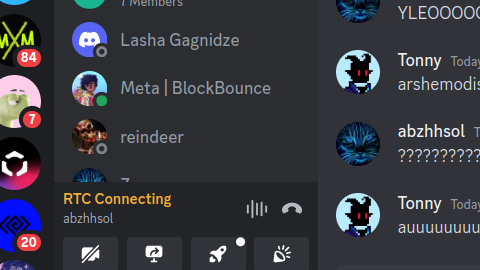 7 Members
Lasha Gagnidze
Meta | BlockBounce
reindeer
RTC Connecting
abzhhsol
84
7
20
YLEOOOO
Tonny Today
arshemodis
abzhhsol
??????????
Tonny Today
auuuuuuu